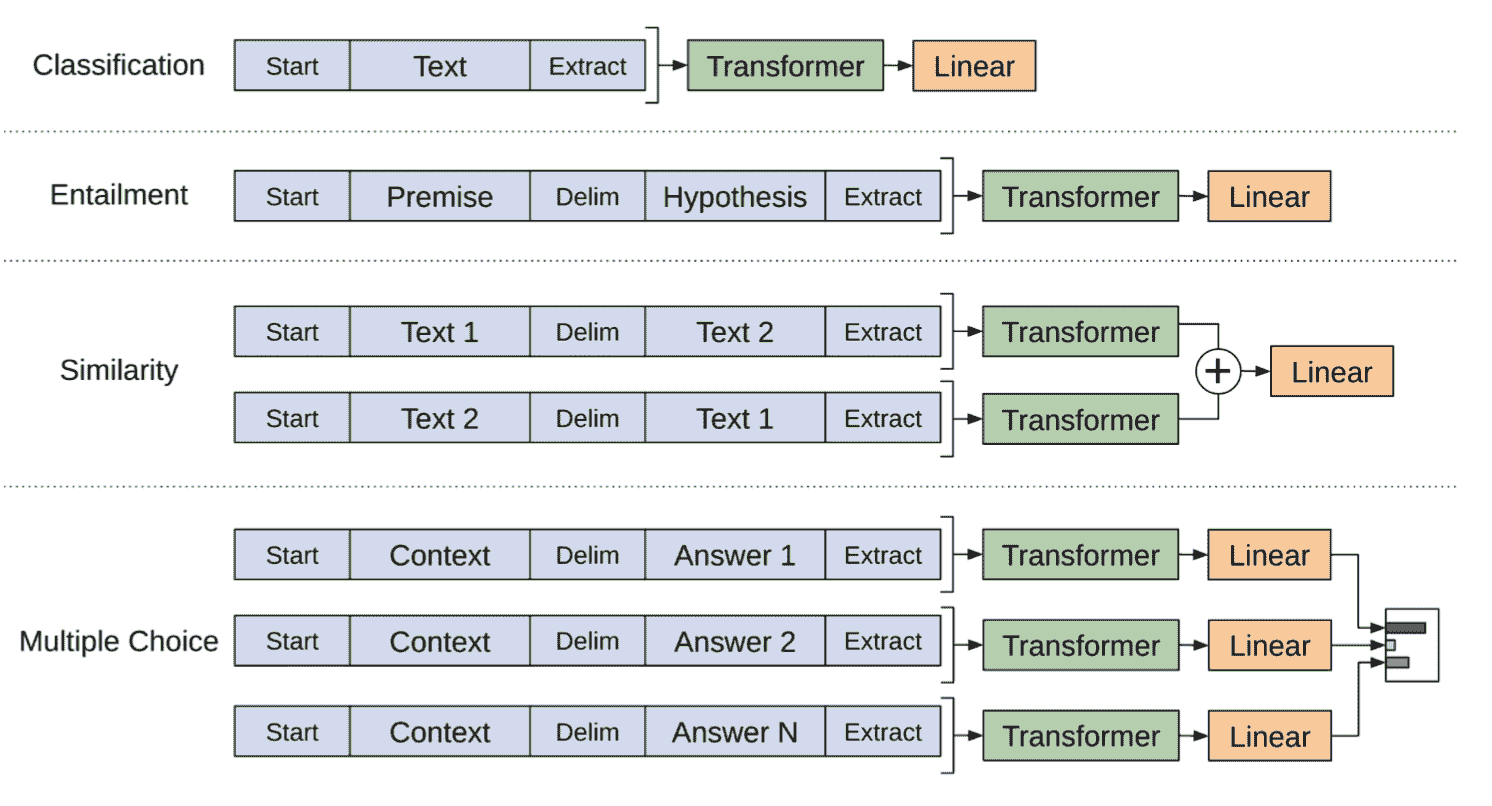 Classification Start Text Extract Transformer Linear
Entailment Start Premise Delim Hypothesis Extract Transformer Linear
Similarity
Start Text 1 Delim Text 2 Extract Transformer
+ Linear
Start Text 2 Delim Text 1 Extract Transformer
Multiple Choice
Start Context Delim Answer 1 Extract Transformer Linear
Start Context Delim Answer 2 Extract Transformer Linear
Start Context Delim Answer N Extract Transformer Linear